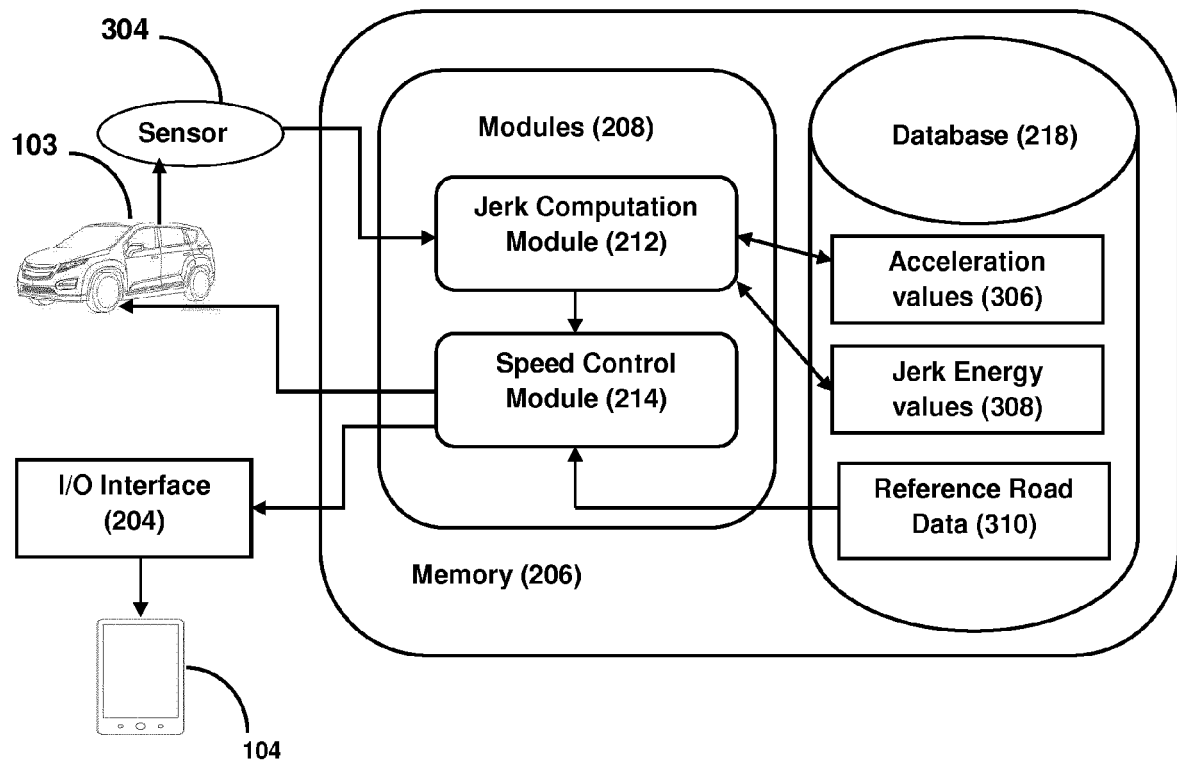 304
Sensor
103
Modules (208)
Database (218)
Jerk Computation
Module (212)
Acceleration
values (306)
Speed Control
Module (214)
Jerk Energy
values (308)
I/O Interface
(204)
Reference Road
Data (310)
Memory (206)
104